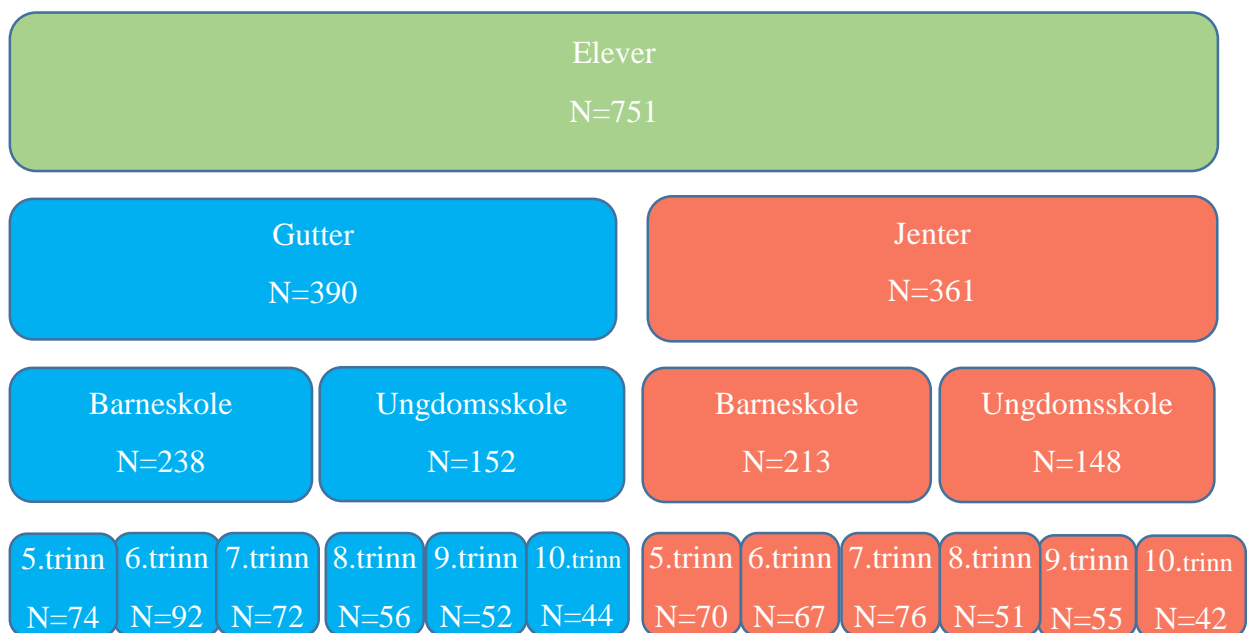 Elever
N=751
Gutter
N=390
Jenter
N=361
Barneskole
N=238
Ungdomsskole
N=152
Barneskole
N=213
Ungdomsskole
N=148
5.trinn
N=74
6.trinn
N=92
7.trinn
N=72
8.trinn
N=56
9.trinn
N=52
10.trinn
N=44
5.trinn
N=70
6.trinn
N=67
7.trinn
N=76
8.trinn
N=51
9.trinn
N=55
10.trinn
N=42